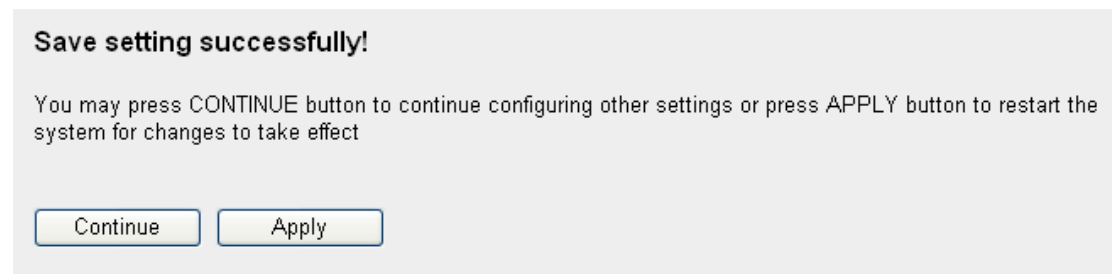 Save setting successfully!
You may press CONTINUE button to continue configuring other settings or press APPLY button to restart the
system for changes to take effect
Continue
Apply